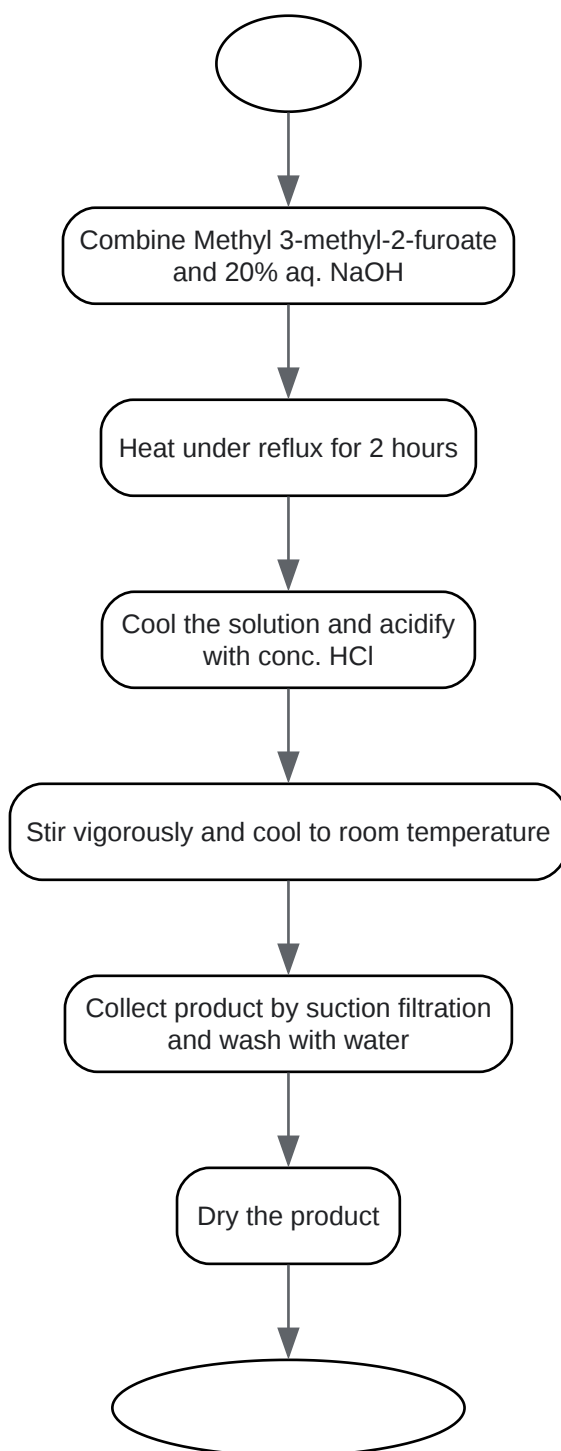 Combine Methyl 3-methyl-2-furoate
and 20% aq. NaOH
Heat under reflux for 2 hours
Cool the solution and acidify
with conc. HCl
Stir vigorously and cool to room temperature
Collect product by suction filtration
and wash with water
Dry the product